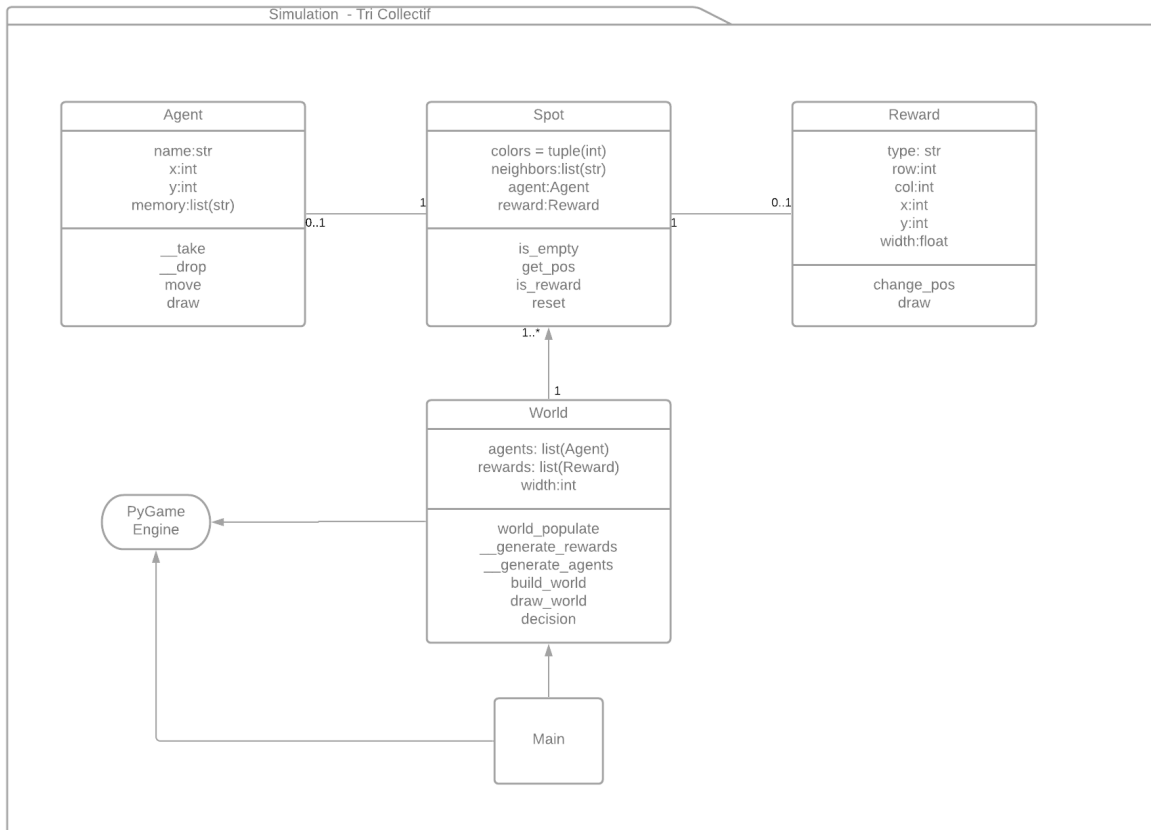 Simulation - Tri Collectif
Agent
name:str
x:int
y:int
memory:list(str)
__take
__drop
move
draw
0..1
1
Spot
colors = tuple(int)
neighbors:list(str)
agent:Agent
reward:Reward
is_empty
get_pos
is_reward
reset
1
0..1
Reward
type: str
row:int
col:int
x:int
y:int
width:float
change_pos
draw
1..*
1
World
agents: list(Agent)
rewards: list(Reward)
width:int
world_populate
__generate_rewards
__generate_agents
build_world
draw_world
decision
PyGame
Engine
Main